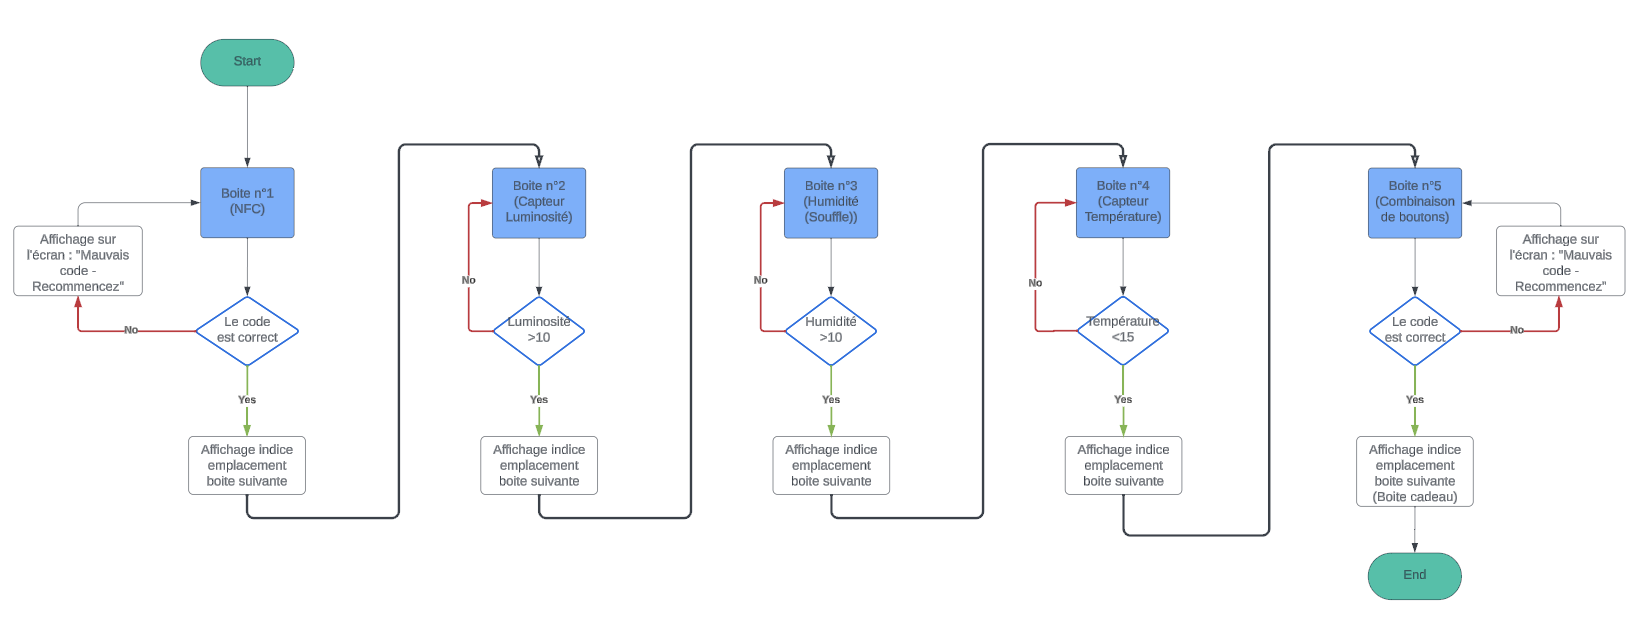 Start
Boite n°1
(NFC)
Affichage sur
l'écran : "Mauvais
code -
Recommencez"
No
Le code
est correct
Yes
Affichage indice
emplacement
boite suivante
Boite n°2
(Capteur
Luminosité)
No
Luminosité
>10
Yes
Affichage indice
emplacement
boite suivante
Boite n°3
(Humidité
(Souffle))
No
Humidité
>10
Yes
Affichage indice
emplacement
boite suivante
Boite n°4
(Capteur
Température)
No
Température
<15
Yes
Affichage indice
emplacement
boite suivante
Boite n°5
(Combinaison
de boutons)
Affichage sur
l'écran : "Mauvais
code -
Recommencez"
No
Le code
est correct
Yes
Affichage indice
emplacement
boite suivante
(Boite cadeau)
End